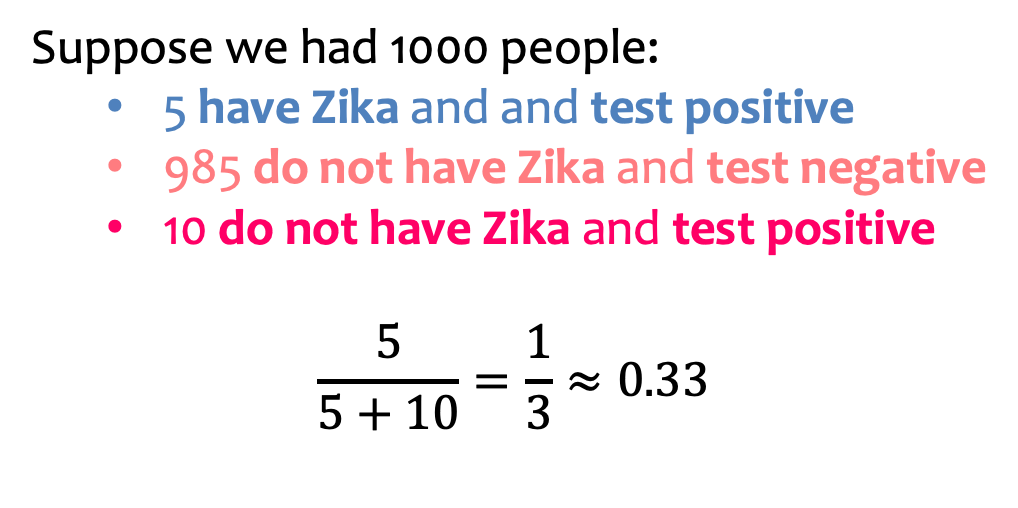 Suppose we had 1000 people:
• 5 have Zika and and test positive
• 985 do not have Zika and test negative
• 10 do not have Zika and test positive
5/(5 + 10) = 1/3 ≈ 0.33